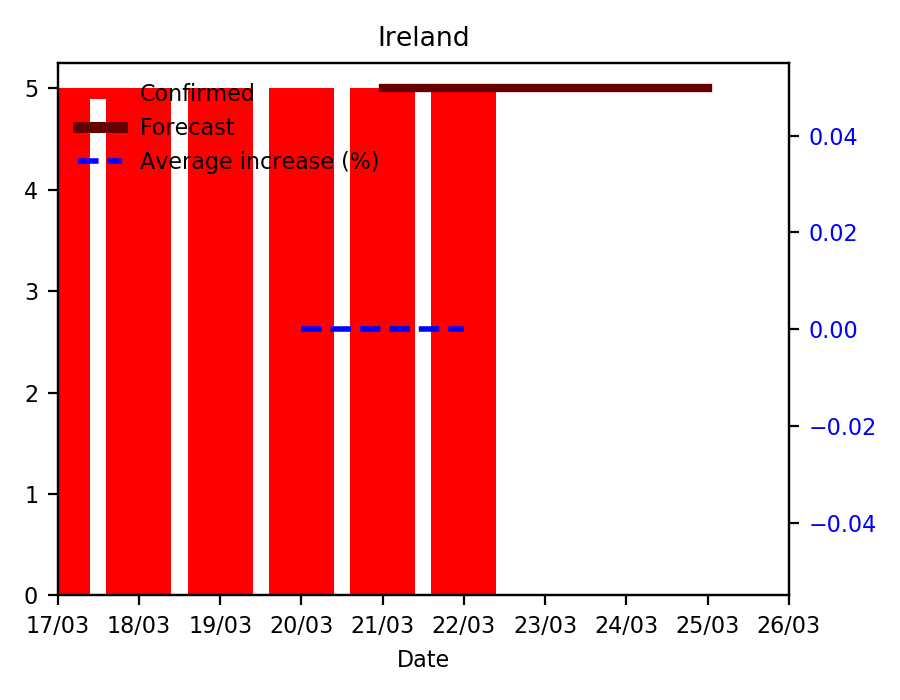 Ireland
5
4
3
2
1
0
Confirmed
Forecast
Average increase (%)
0.04
0.02
0.00
−0.02
−0.04
17/03 18/03 19/03 20/03 21/03 22/03 23/03 24/03 25/03 26/03
Date